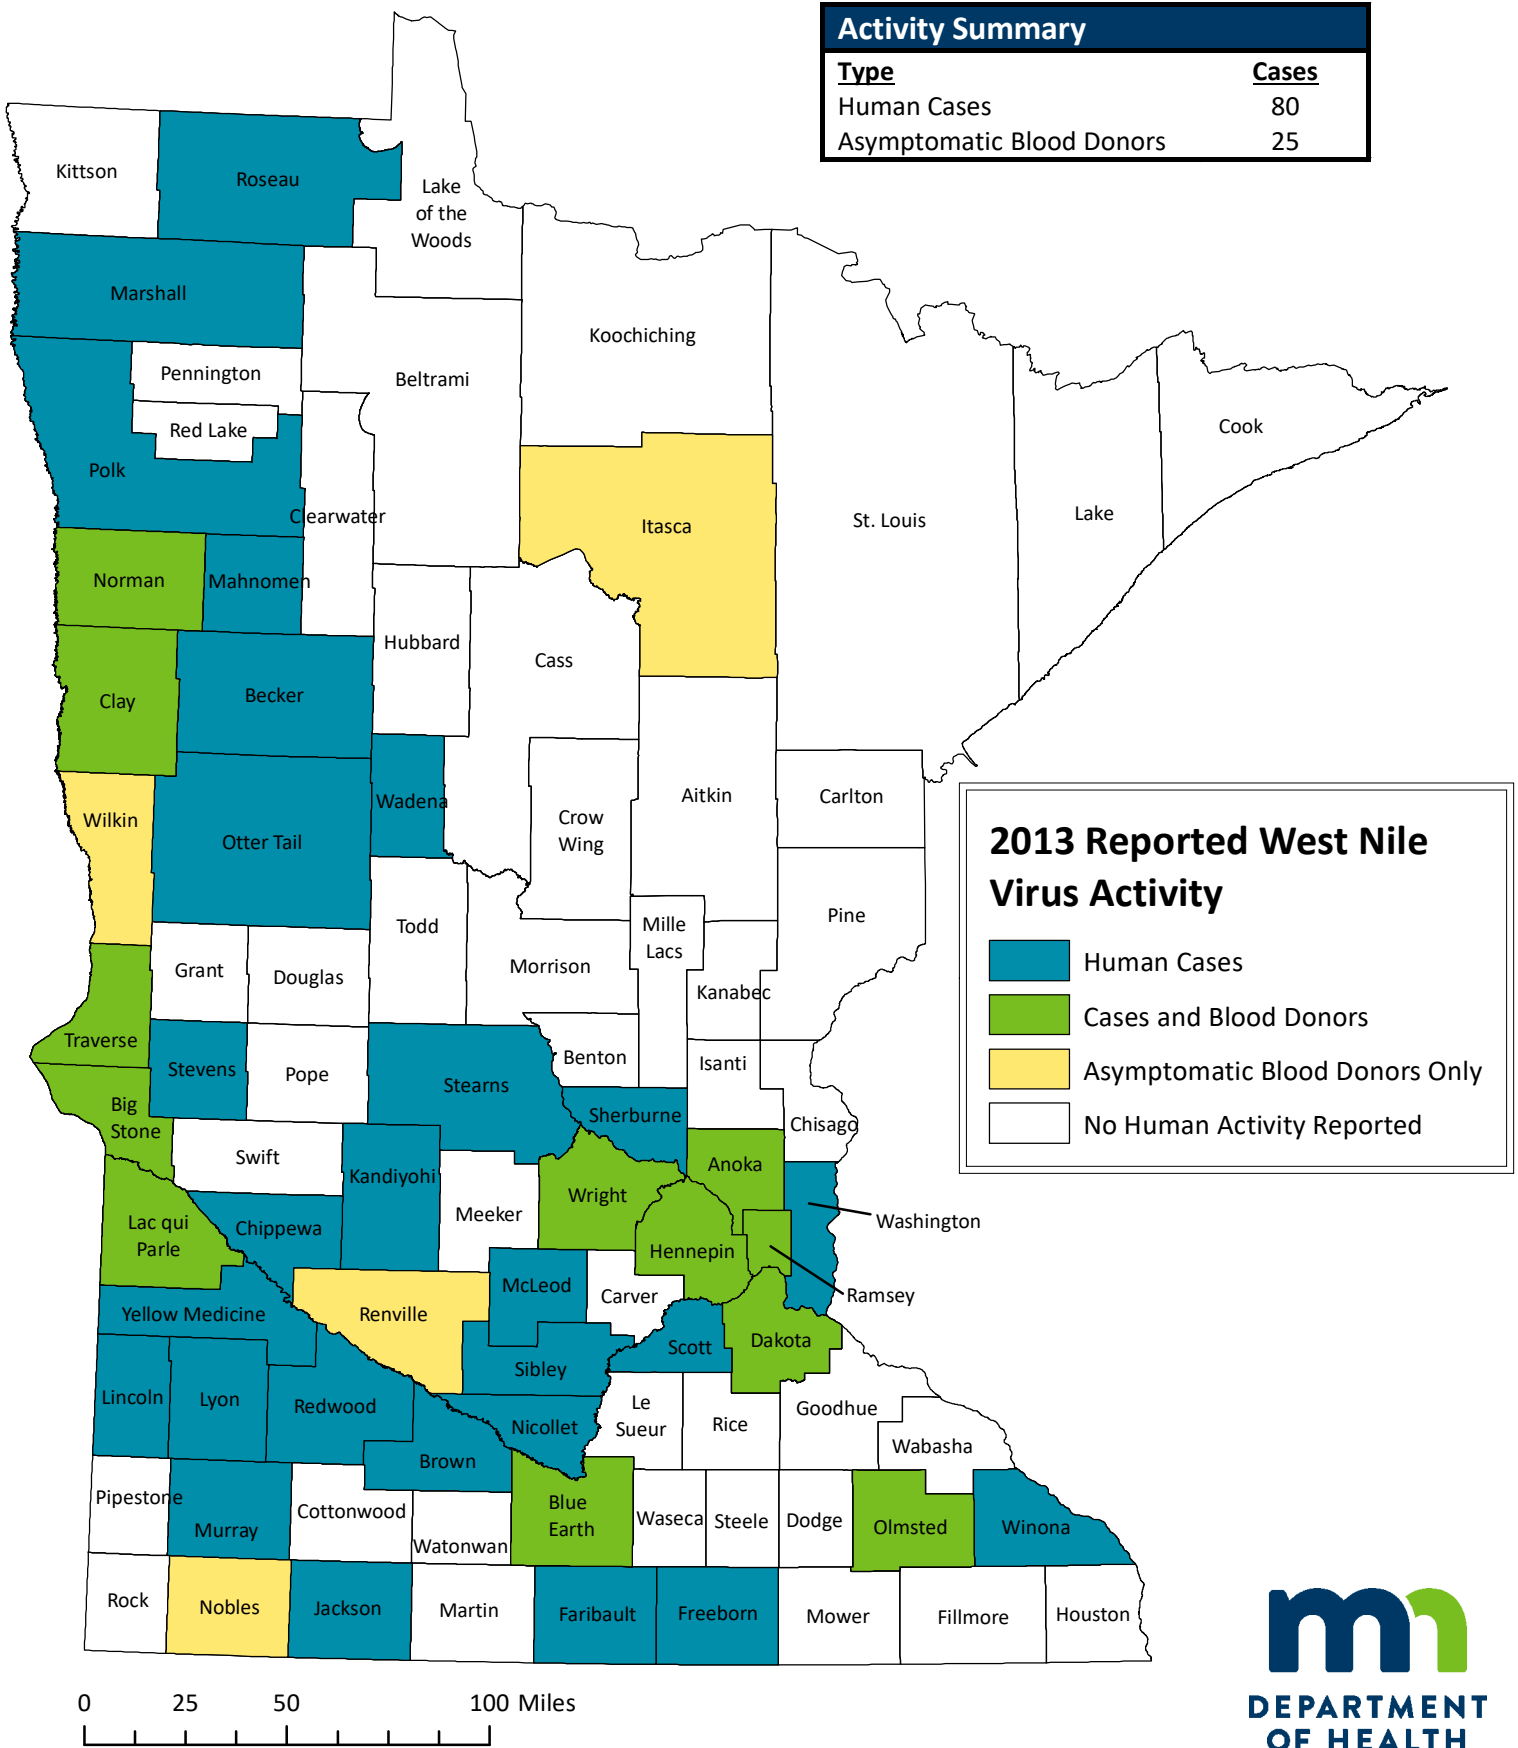 Activity Summary
Type Cases
Human Cases 80
Asymptomatic Blood Donors 25
Kittson
Roseau
Lake
of the
Woods
Marshall
Koochiching
Pennington
Beltrami
Red Lake
Cook
Polk
Clearwater
Itasca
St. Louis
Lake
Norman
Mahnomen
Hubbard
Cass
Clay
Becker
Wilkin
Otter Tail
Wadena
Crow
Wing
Aitkin
Carlton
Todd
Mille
Lacs
Pine
Grant
Douglas
Morrison
Kanabec
Traverse
Stevens
Pope
Stearns
Benton
Isanti
Big
Stone
Sherburne
Chisago
Swift
Kandiyohi
Anoka
Wright
Meeker
Lac qui
Parle
Chippewa
Hennepin
Washington
Yellow Medicine
Renville
McLeod
Carver
Ramsey
Scott
Dakota
Sibley
Lincoln
Lyon
Redwood
Nicollet
Le
Sueur
Rice
Goodhue
Wabasha
Brown
Pipestone
Murray
Cottonwood
Watonwan
Blue
Earth
Waseca
Steele
Dodge
Olmsted
Winona
Rock
Nobles
Jackson
Martin
Faribault
Freeborn
Mower
Fillmore
Houston
2013 Reported West Nile
Virus Activity
Human Cases
Cases and Blood Donors
Asymptomatic Blood Donors Only
No Human Activity Reported
0 25 50 100 Miles
mn
DEPARTMENT
OF HEALTH